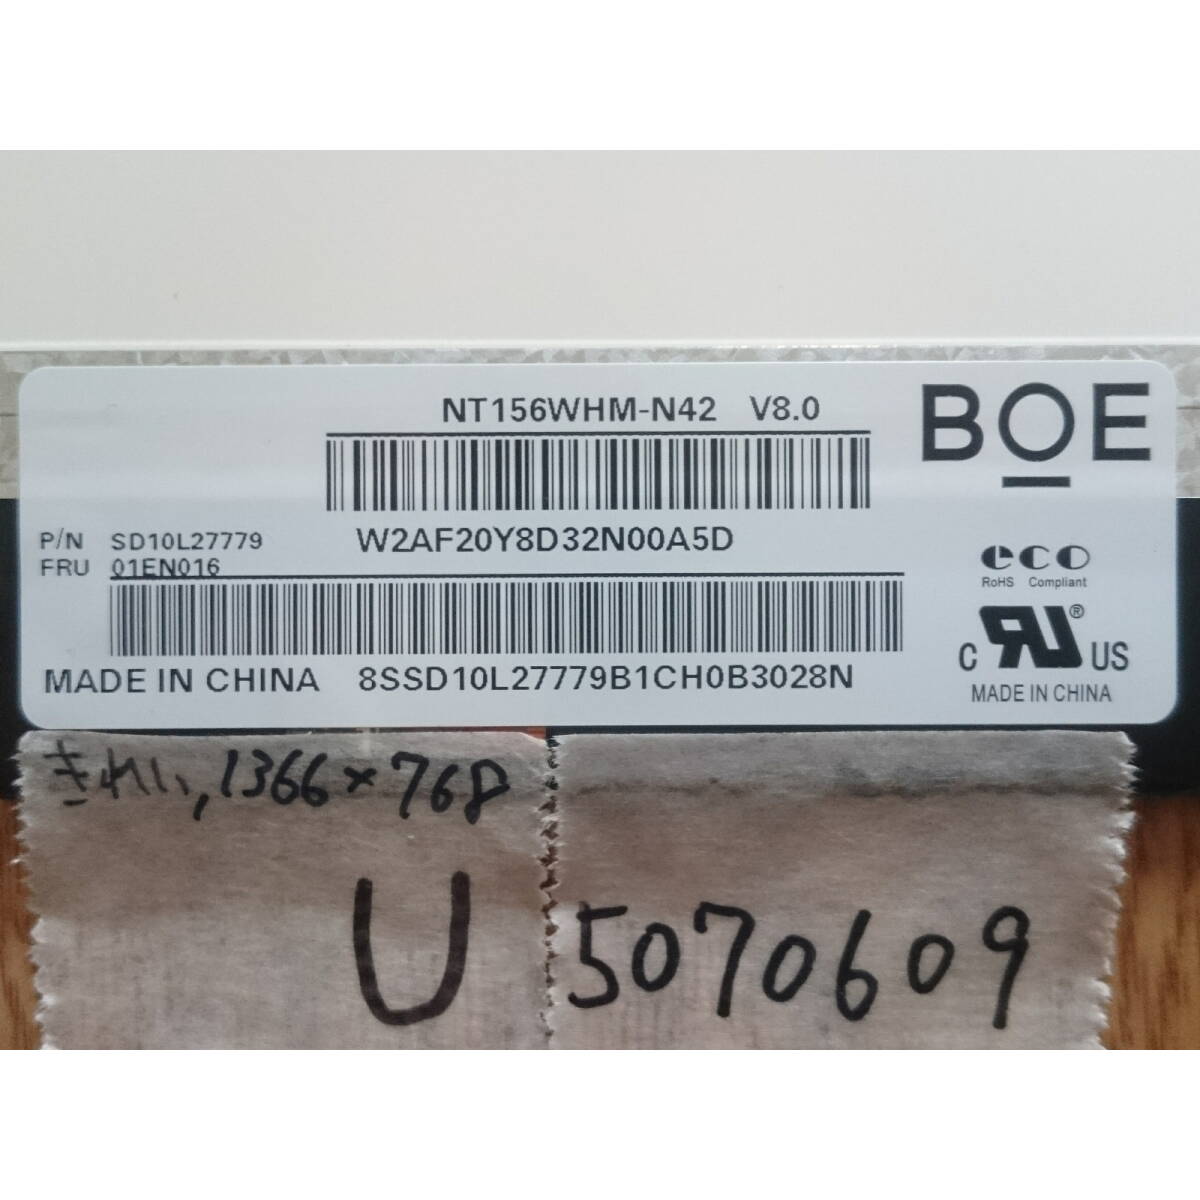 NT156WHM-N42 V8.0
BOE
P/N SD10L27779
W2AF20Y8D32N00A5D
FRU 01EN016
eco
RoHS Compliant
c RU ® US
MADE IN CHINA 8SSD10L27779B1CH0B3028N
MADE IN CHINA
きれい, 1366×768
U 5070609